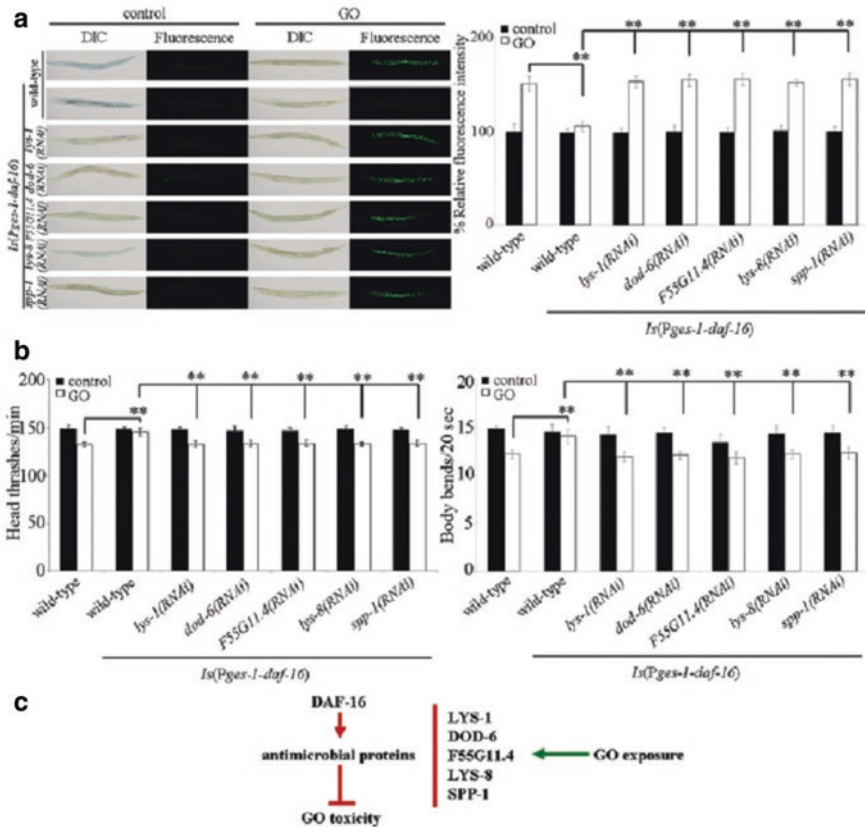 a
control
GO
DIC
Fluorescence
DIC
Fluorescence
wild-type
wild-type
lys-1 (RNAi)
dod-6 (RNAi)
F55G11.4 (RNAi)
lys-8 (RNAi)
spp-1 (RNAi)
Is(Pges-1-daf-16)
control
GO
** ** ** ** ** **
% Relative fluorescence intensity
200
100
0
wild-type
wild-type
lys-1(RNAi)
dod-6(RNAi)
F55G11.4(RNAi)
lys-8(RNAi)
spp-1(RNAi)
Is(Pges-1-daf-16)
b
control
GO
** ** ** ** ** **
Head thrashes/min
200
150
100
50
0
wild-type
wild-type
lys-1(RNAi)
dod-6(RNAi)
F55G11.4(RNAi)
lys-8(RNAi)
spp-1(RNAi)
Is(Pges-1-daf-16)
control
GO
** ** ** ** ** **
Body bends/20 sec
20
15
10
5
0
wild-type
wild-type
lys-1(RNAi)
dod-6(RNAi)
F55G11.4(RNAi)
lys-8(RNAi)
spp-1(RNAi)
Is(Pges-1-daf-16)
c
DAF-16
antimicrobial proteins
GO toxicity
LYS-1
DOD-6
F55G11.4
LYS-8
SPP-1
GO exposure